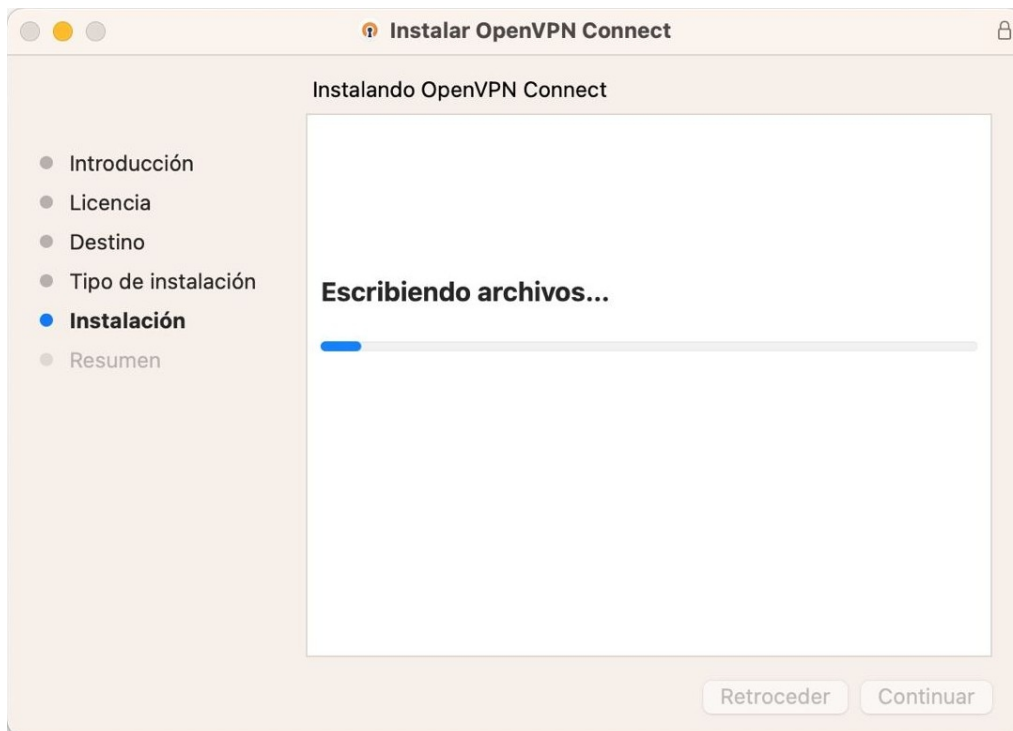 Instalar OpenVPN Connect
Instalando OpenVPN Connect
Introducción
Licencia
Destino
Tipo de instalación
Instalación
Resumen
Escribiendo archivos...
Retroceder
Continuar